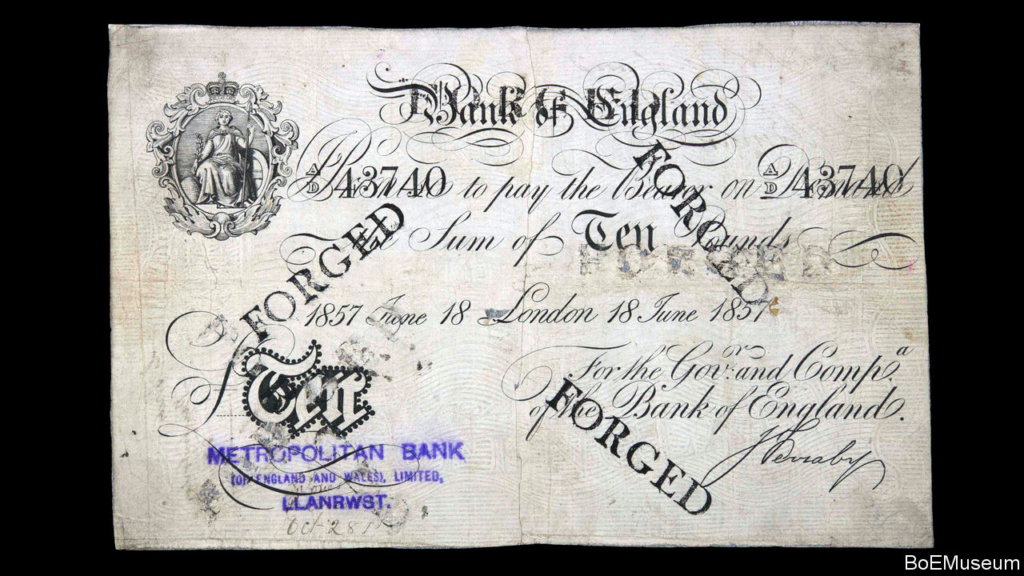 Bank of England
A/D 43740 to pay the Bearer on A/D 43740
The Sum of Ten Pounds
FORGED
FORGED
FORGED
1857 June 18 London 18 June 1857
For the Govr. and Compa.
of the Bank of England.
£Ten
FORGED
METROPOLITAN BANK
(OF ENGLAND AND WALES), LIMITED,
LLANRWST.
BoEMuseum